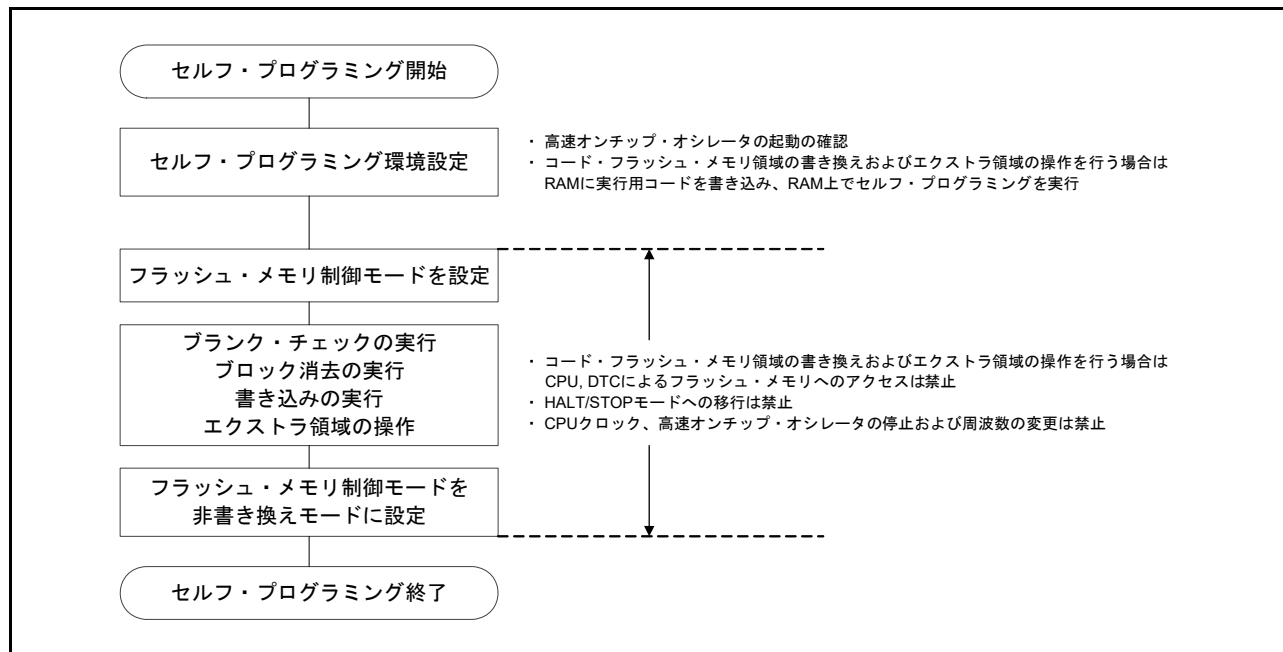 セルフ・プログラミング開始
セルフ・プログラミング環境設定
・ 高速オンチップ・オシレータの起動の確認
・ コード・フラッシュ・メモリ領域の書き換えおよびエクストラ領域の操作を行う場合は
RAMに実行用コードを書き込み、RAM上でセルフ・プログラミングを実行
フラッシュ・メモリ制御モードを設定
ブランク・チェックの実行
ブロック消去の実行
書き込みの実行
エクストラ領域の操作
・ コード・フラッシュ・メモリ領域の書き換えおよびエクストラ領域の操作を行う場合は
CPU, DTCによるフラッシュ・メモリへのアクセスは禁止
・ HALT/STOPモードへの移行は禁止
・ CPUクロック、高速オンチップ・オシレータの停止および周波数の変更は禁止
フラッシュ・メモリ制御モードを
非書き換えモードに設定
セルフ・プログラミング終了